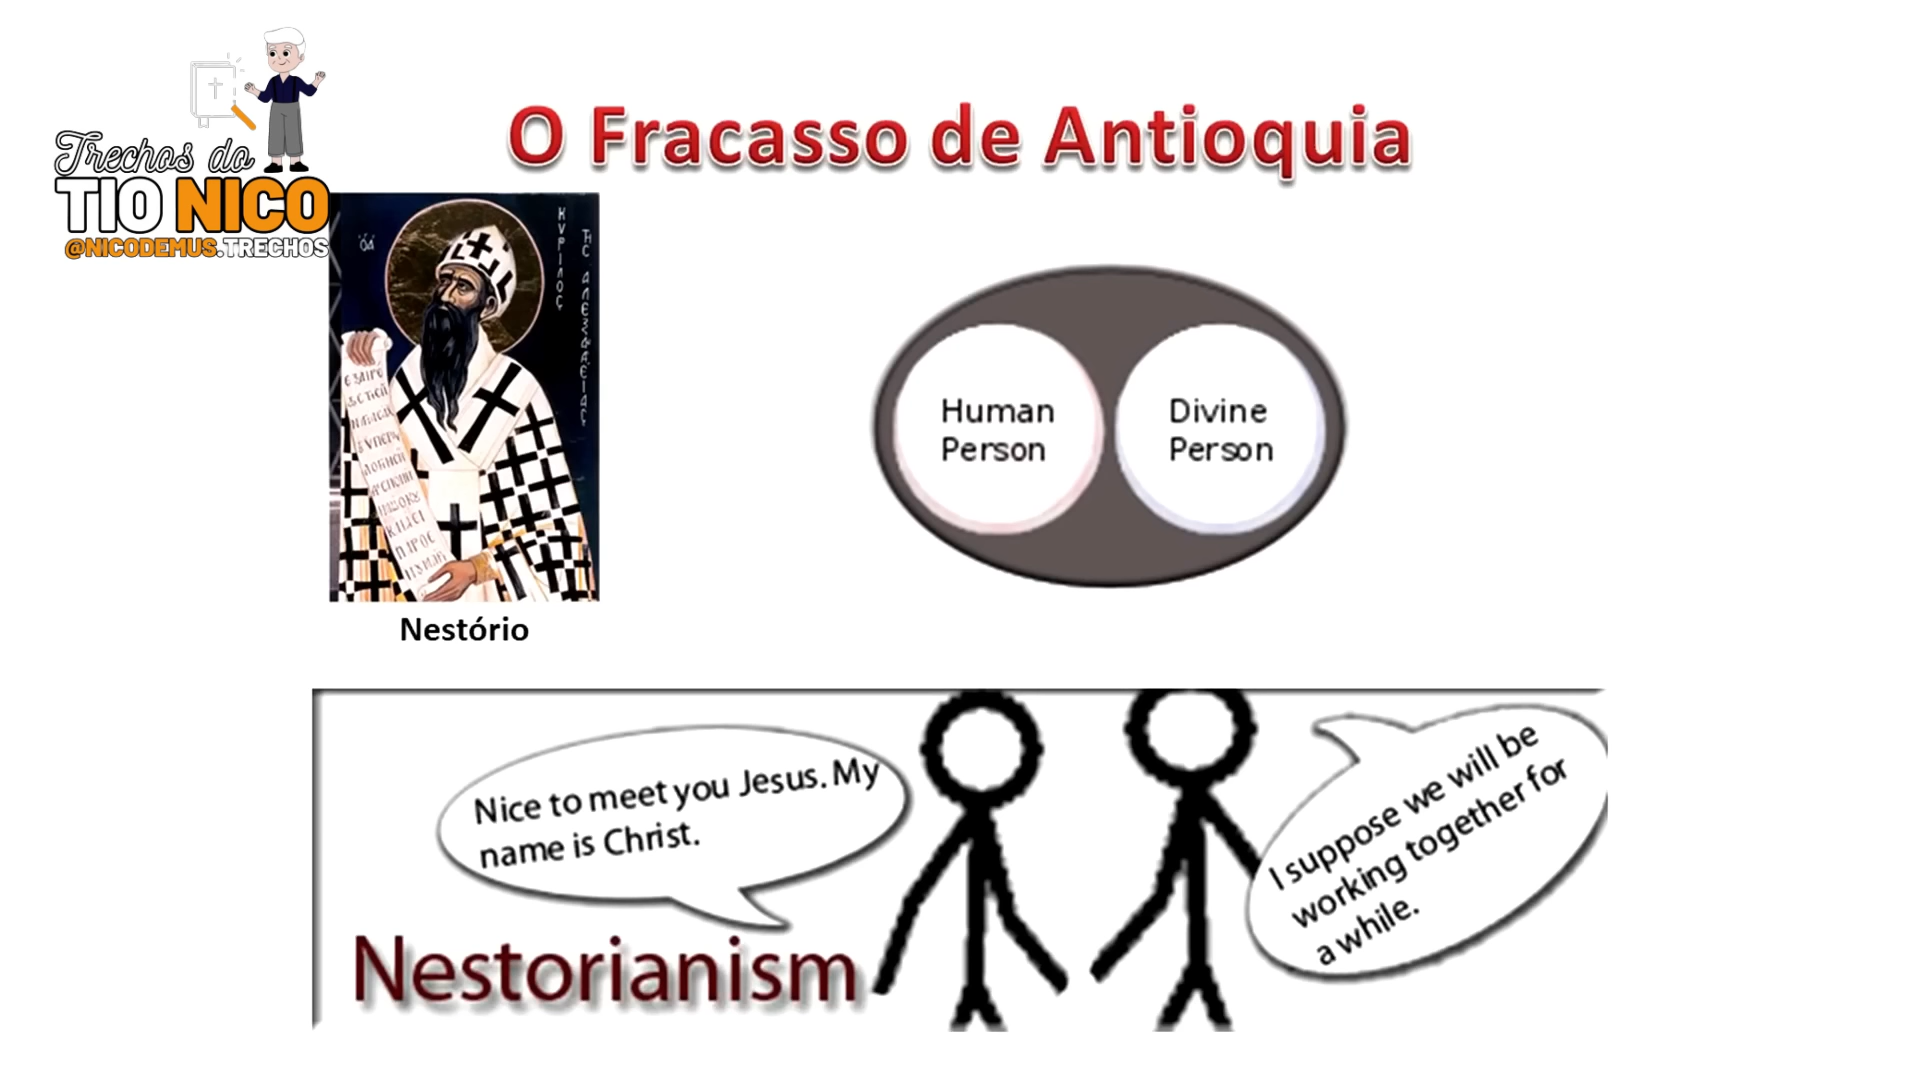 Trechos do
TIO NICO
@NICODEMUS.TRECHOS
O Fracasso de Antioquia
Nestório
Human
Person
Divine
Person
Nice to meet you Jesus. My
name is Christ.
I suppose we will be
working together for
a while.
Nestorianism